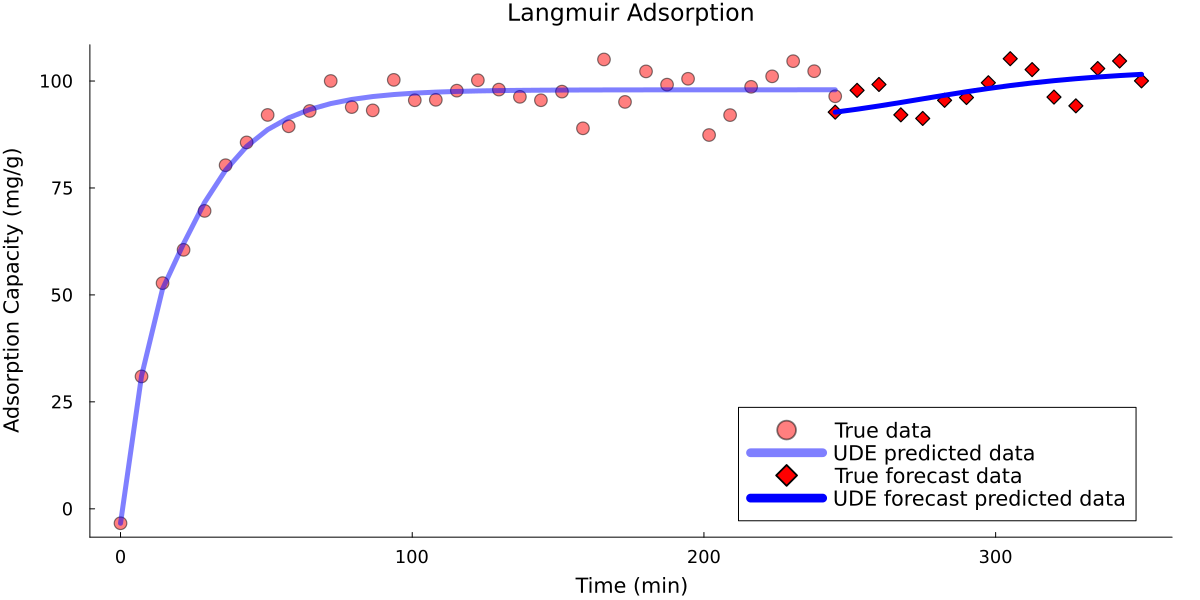 Langmuir Adsorption
Adsorption Capacity (mg/g)
100
75
50
25
0
0
100
200
300
Time (min)
True data
UDE predicted data
True forecast data
UDE forecast predicted data